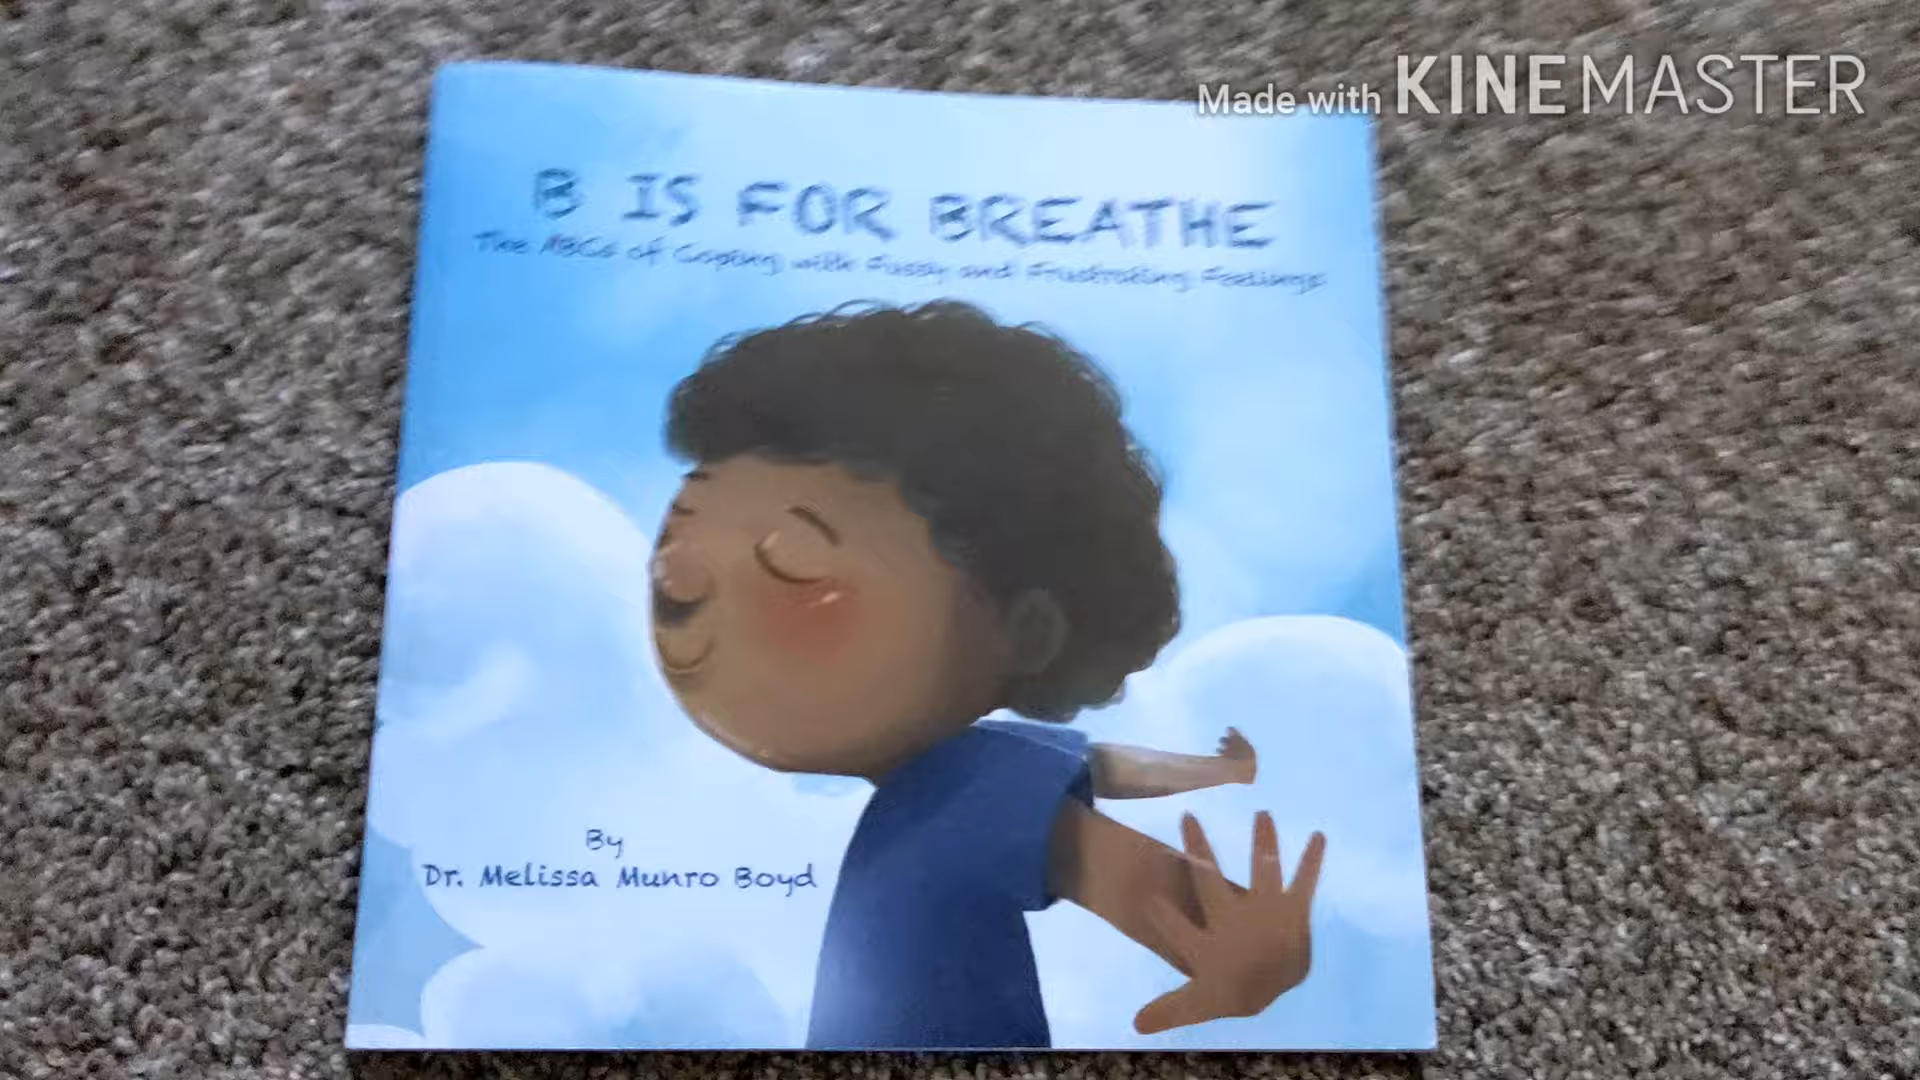 Made with KINEMASTER
B IS FOR BREATHE
The ABCs of Coping with Fussy and Frustrating Feelings
By
Dr. Melissa Munro Boyd